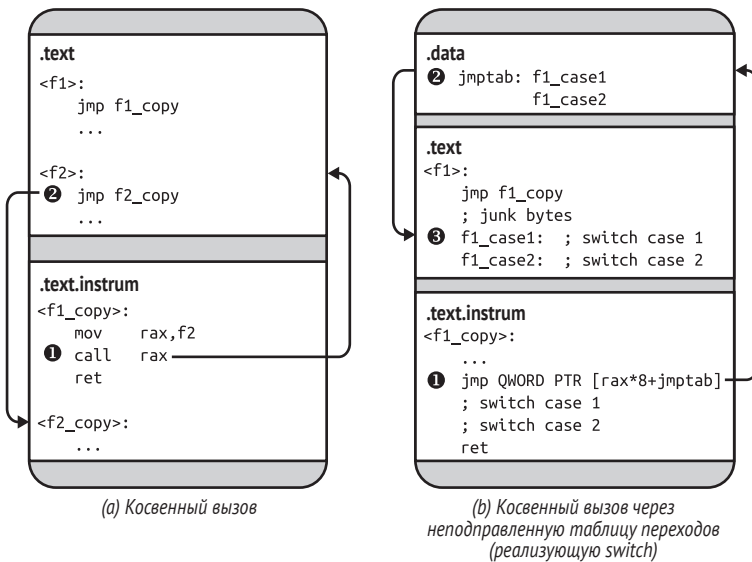 .text
<f1>:
jmp f1_copy
...
<f2>:
❷ jmp f2_copy
...
.text.instrum
<f1_copy>:
mov rax,f2
❶ call rax
ret
<f2_copy>:
...
(a) Косвенный вызов
.data
❷ jmptab: f1_case1
f1_case2
.text
<f1>:
jmp f1_copy
; junk bytes
❸ f1_case1: ; switch case 1
f1_case2: ; switch case 2
.text.instrum
<f1_copy>:
...
❶ jmp QWORD PTR [rax*8+jmptab]
; switch case 1
; switch case 2
ret
(b) Косвенный вызов через
неподправленную таблицу переходов
(реализующую switch)